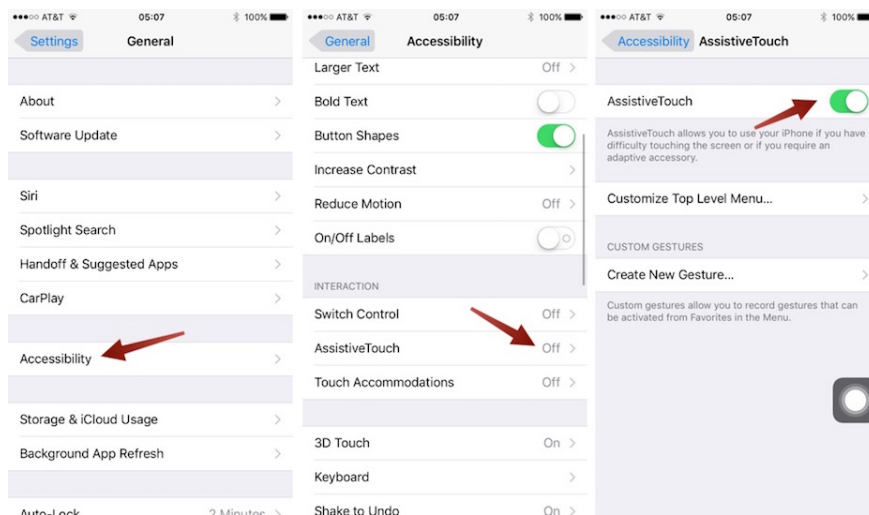 AT&T 05:07 100%
Settings General
About
Software Update
Siri
Spotlight Search
Handoff & Suggested Apps
CarPlay
Accessibility
Storage & iCloud Usage
Background App Refresh
Auto-Lock 2 Minutes
AT&T 05:07 100%
General Accessibility
Larger Text Off
Bold Text
Button Shapes
Increase Contrast
Reduce Motion Off
On/Off Labels
INTERACTION
Switch Control Off
AssistiveTouch Off
Touch Accommodations Off
3D Touch On
Keyboard
Shake to Undo On
AT&T 05:07 100%
Accessibility AssistiveTouch
AssistiveTouch
AssistiveTouch allows you to use your iPhone if you have
difficulty touching the screen or if you require an
adaptive accessory.
Customize Top Level Menu...
CUSTOM GESTURES
Create New Gesture...
Custom gestures allow you to record gestures that can
be activated from Favorites in the Menu.